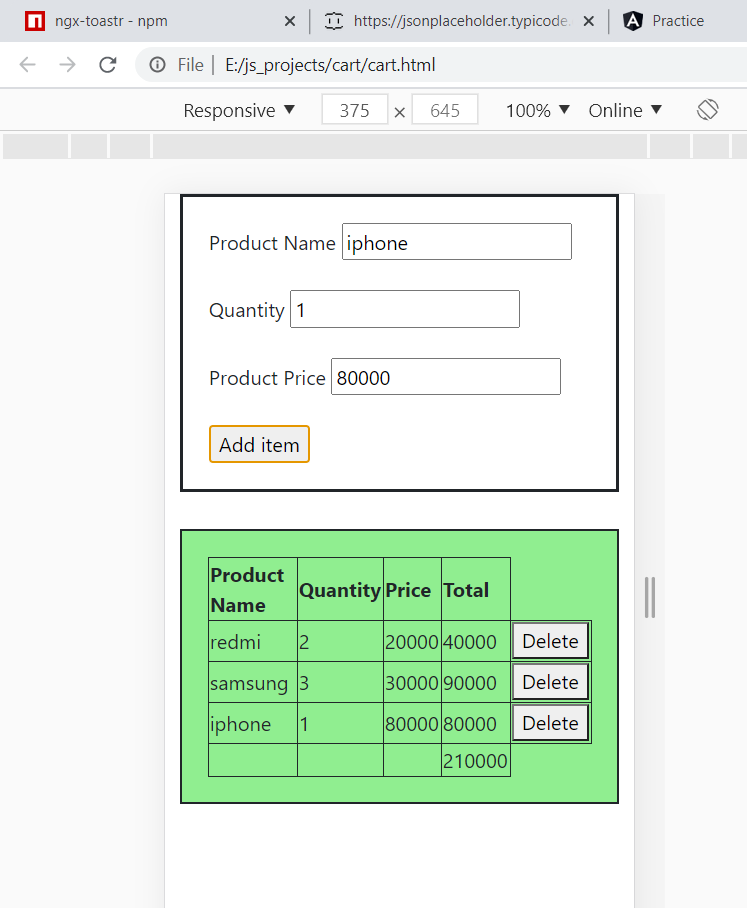 ngx-toastr - npm × https://jsonplaceholder.typicode. × Practice
File | E:/js_projects/cart/cart.html
Responsive ▼ 375 × 645 100% ▼ Online ▼
Product Name iphone
Quantity 1
Product Price 80000
Add item
Product Name Quantity Price Total
redmi 2 20000 40000 Delete
samsung 3 30000 90000 Delete
iphone 1 80000 80000 Delete
210000